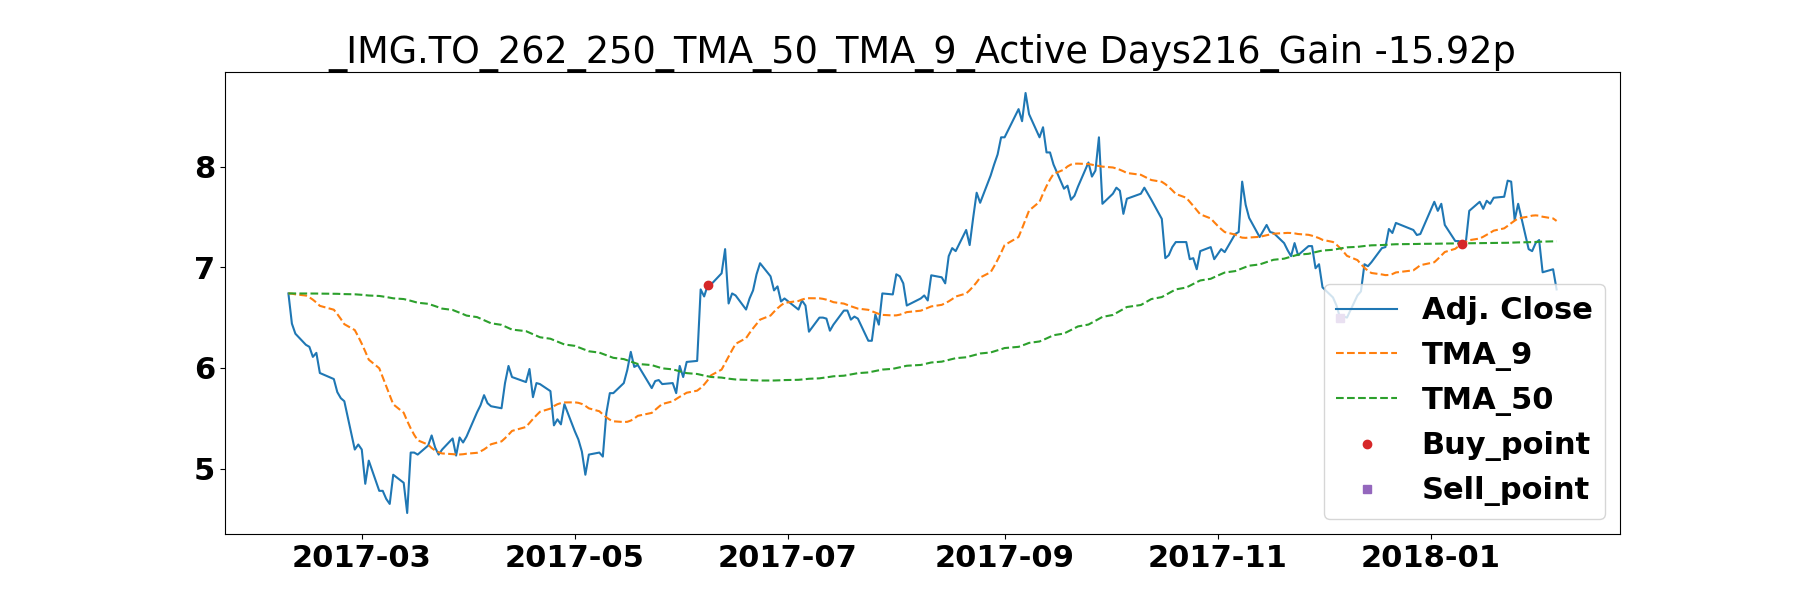 _IMG.TO_262_250_TMA_50_TMA_9_Active Days216_Gain -15.92p
8
7
6
5
Adj. Close
TMA_9
TMA_50
Buy_point
Sell_point
2017-03 2017-05 2017-07 2017-09 2017-11 2018-01